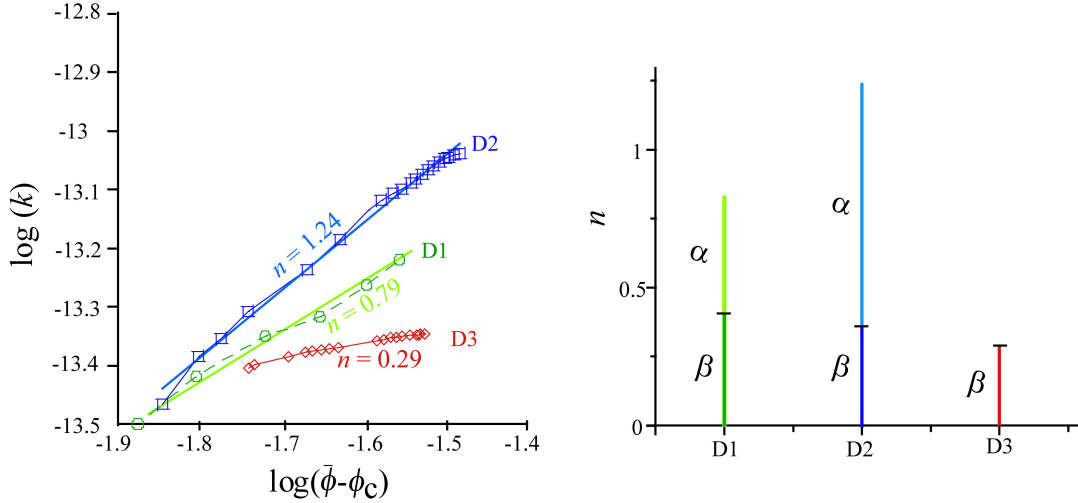 -12.8
-12.9
-13
-13.1
-13.2
-13.3
-13.4
-13.5
log (k)
-1.9
-1.8
-1.7
-1.6
-1.5
-1.4
log(ϕ̄-ϕc)
D2
n = 1.24
D1
n = 0.79
D3
n = 0.29
1
0.5
0
n
α
β
α
β
β
D1
D2
D3